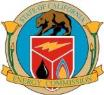 STATE OF CALIFORNIA
ENERGY COMMISSION